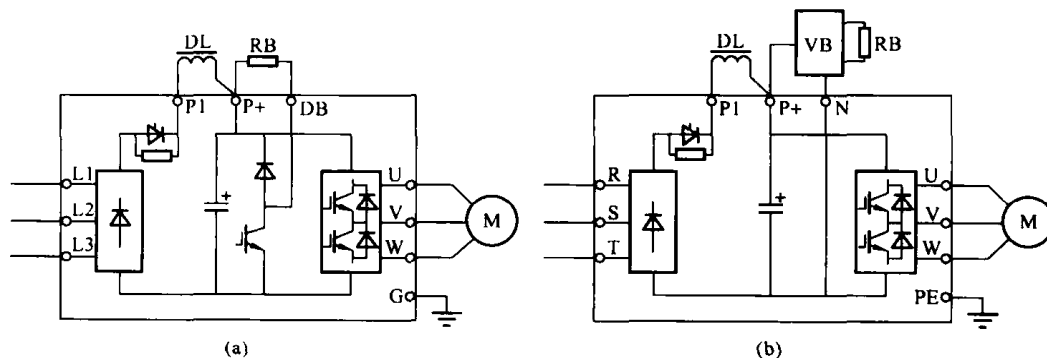 DL
RB
P1
P+
DB
L1
L2
L3
U
V
W
M
G
(a)
VB
RB
DL
P1
P+
N
R
S
T
U
V
W
M
PE
(b)
+
+